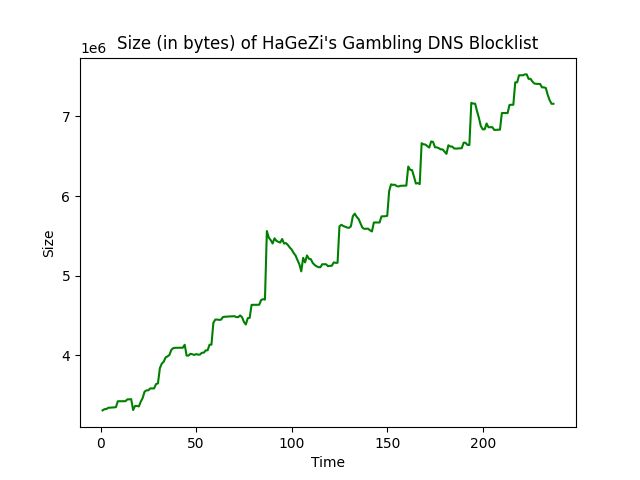 Size (in bytes) of HaGeZi's Gambling DNS Blocklist
1e6
7
6
5
4
Size
0 50 100 150 200
Time